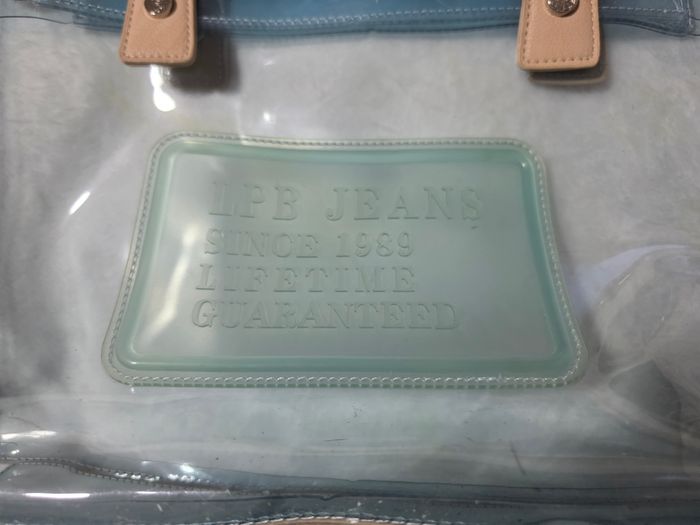 LPB JEANS
SINCE 1989
LIFETIME
GUARANTEED